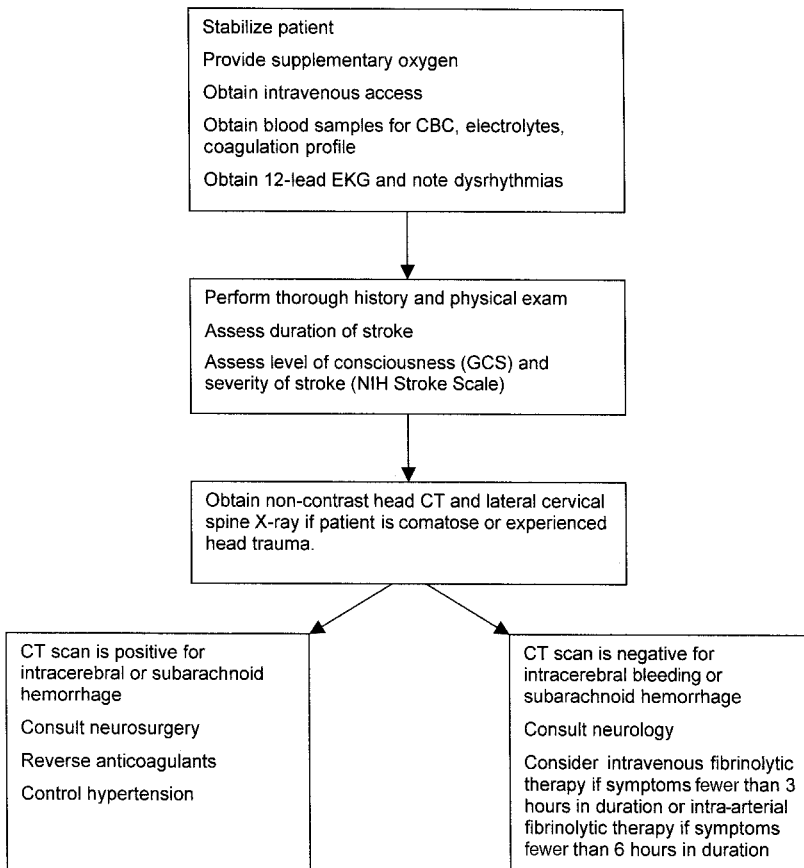 Stabilize patient
Provide supplementary oxygen
Obtain intravenous access
Obtain blood samples for CBC, electrolytes,
coagulation profile
Obtain 12-lead EKG and note dysrhythmias
Perform thorough history and physical exam
Assess duration of stroke
Assess level of consciousness (GCS) and
severity of stroke (NIH Stroke Scale)
Obtain non-contrast head CT and lateral cervical
spine X-ray if patient is comatose or experienced
head trauma.
CT scan is positive for
intracerebral or subarachnoid
hemorrhage
Consult neurosurgery
Reverse anticoagulants
Control hypertension
CT scan is negative for
intracerebral bleeding or
subarachnoid hemorrhage
Consult neurology
Consider intravenous fibrinolytic
therapy if symptoms fewer than 3
hours in duration or intra-arterial
fibrinolytic therapy if symptoms
fewer than 6 hours in duration